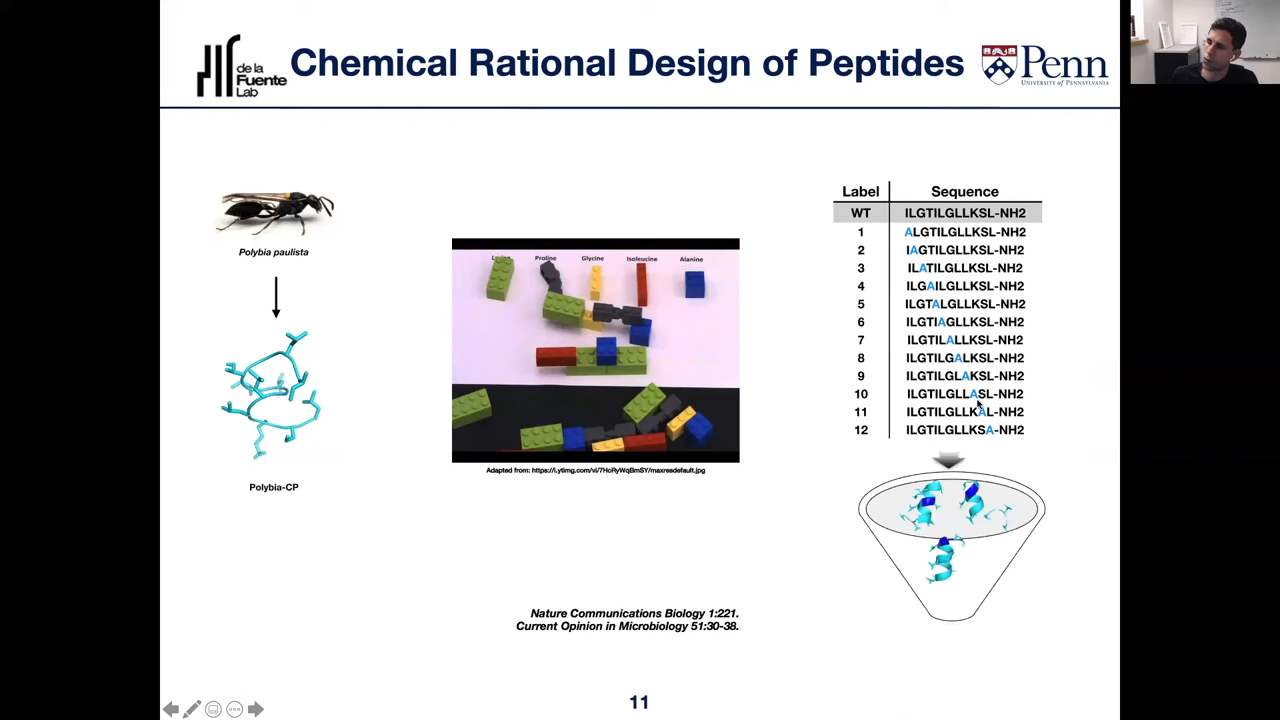 de la
Fuente
Lab
Chemical Rational Design of Peptides
Penn
UNIVERSITY OF PENNSYLVANIA
Polybia paulista
Polybia-CP
Proline
Glycine
Isoleucine
Alanine
Adapted from: https://i.ytimg.com/vi/7HcRyWqBmSY/maxresdefault.jpg
Nature Communications Biology 1:221.
Current Opinion in Microbiology 51:30-38.
Label Sequence
WT ILGTILGLLKSL-NH2
1 ALGTILGLLKSL-NH2
2 IAGTILGLLKSL-NH2
3 ILATILGLLKSL-NH2
4 ILGAILGLLKSL-NH2
5 ILGTALGLLKSL-NH2
6 ILGTIAGLLKSL-NH2
7 ILGTILALLKSL-NH2
8 ILGTILGALKSL-NH2
9 ILGTILGLAKSL-NH2
10 ILGTILGLLASL-NH2
11 ILGTILGLLKAL-NH2
12 ILGTILGLLKSA-NH2
11